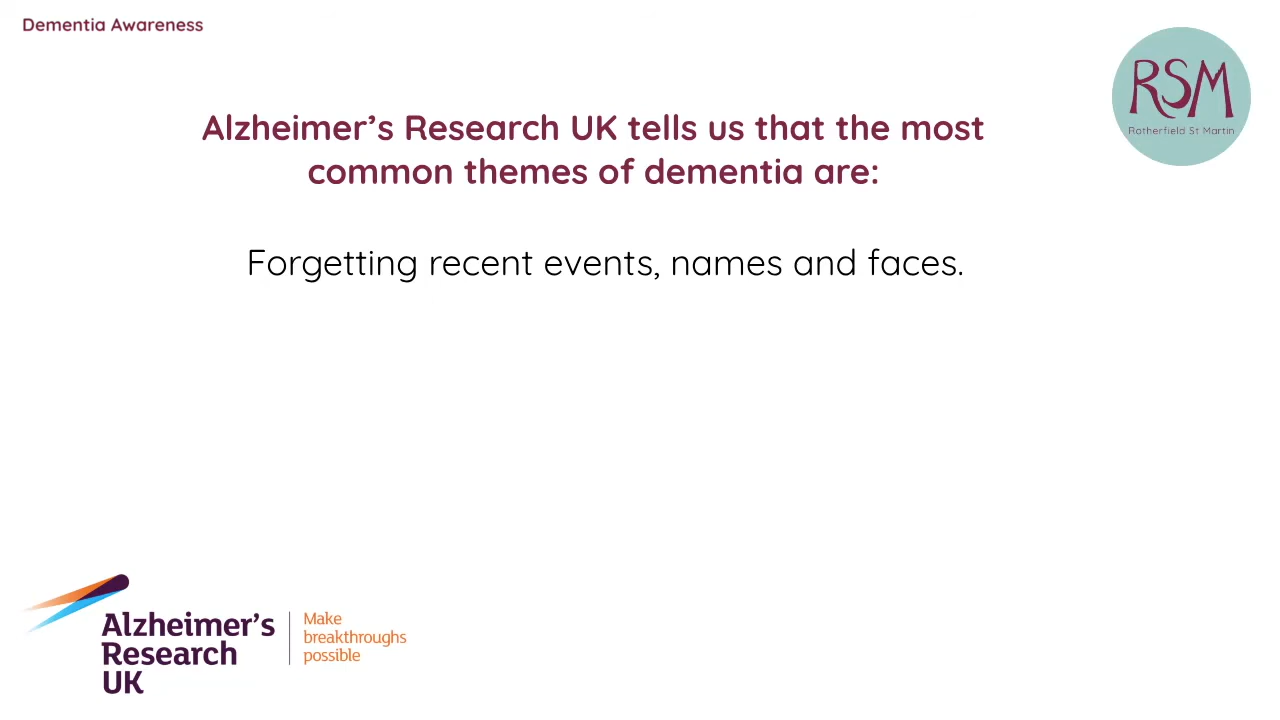 Dementia Awareness
RSM
Rotherfield St Martin
Alzheimer’s Research UK tells us that the most
common themes of dementia are:
Forgetting recent events, names and faces.
Alzheimer’s
Research
UK
Make
breakthroughs
possible